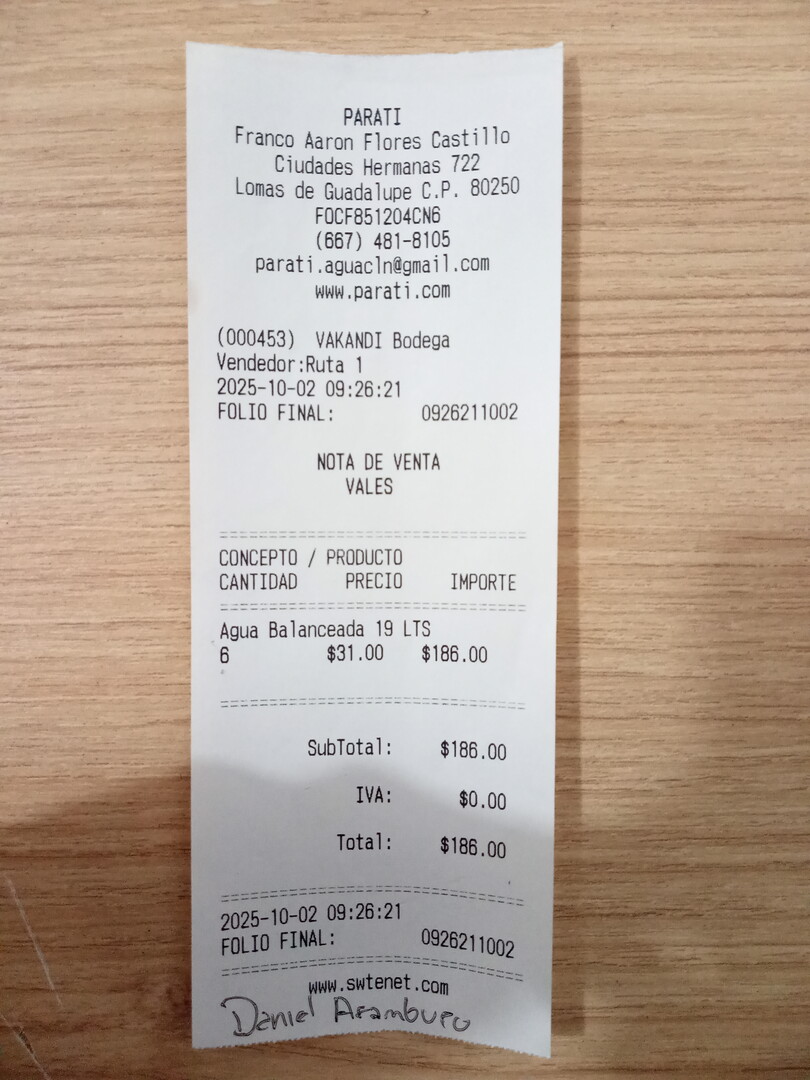 PARATI
Franco Aaron Flores Castillo
Ciudades Hermanas 722
Lomas de Guadalupe C.P. 80250
FOCF851204CN6
(667) 481-8105
parati.aguacln@gmail.com
www.parati.com
(000453) VAKANDI Bodega
Vendedor:Ruta 1
2025-10-02 09:26:21
FOLIO FINAL: 0926211002
NOTA DE VENTA
VALES
CONCEPTO / PRODUCTO
CANTIDAD PRECIO IMPORTE
Agua Balanceada 19 LTS
6 $31.00 $186.00
SubTotal: $186.00
IVA: $0.00
Total: $186.00
2025-10-02 09:26:21
FOLIO FINAL: 0926211002
www.swtenet.com
Daniel Aramburo